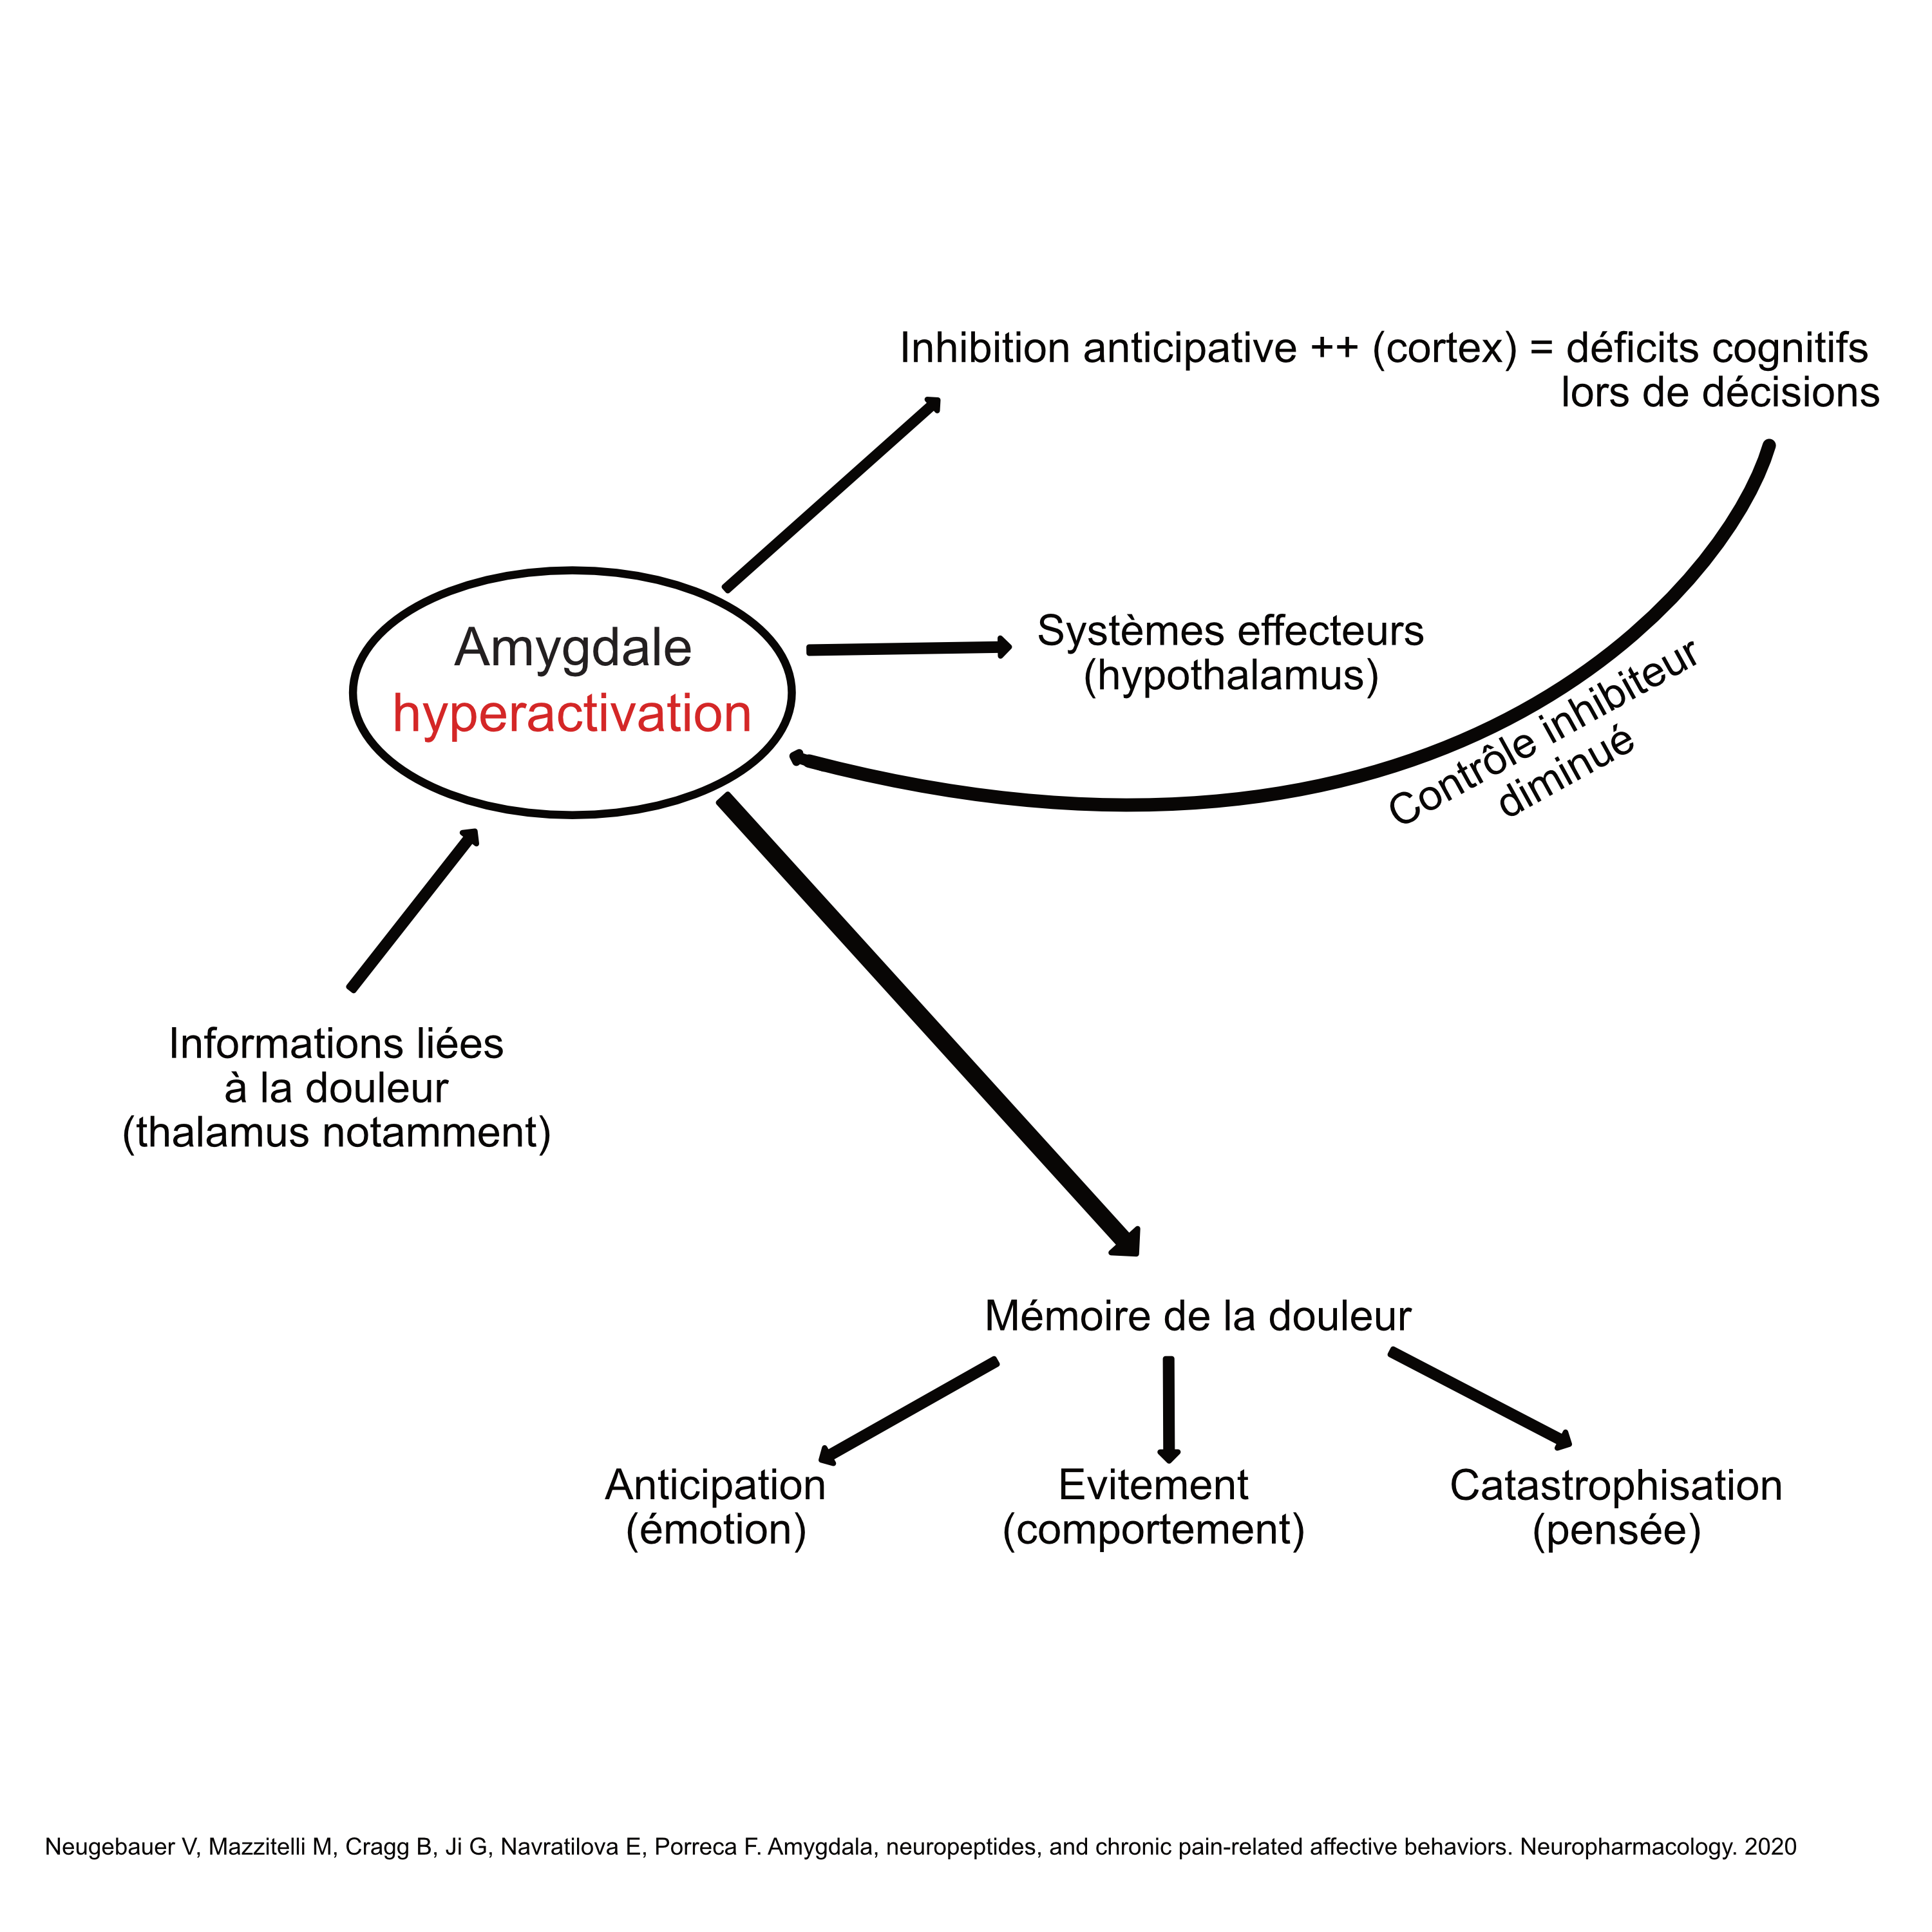 Inhibition anticipative ++ (cortex) = déficits cognitifs
lors de décisions
Amygdale
hyperactivation
Systèmes effecteurs
(hypothalamus)
Contrôle inhibiteur
diminué
Informations liées
à la douleur
(thalamus notamment)
Mémoire de la douleur
Anticipation
(émotion)
Evitement
(comportement)
Catastrophisation
(pensée)
Neugebauer V, Mazzitelli M, Cragg B, Ji G, Navratilova E, Porreca F. Amygdala, neuropeptides, and chronic pain-related affective behaviors. Neuropharmacology. 2020